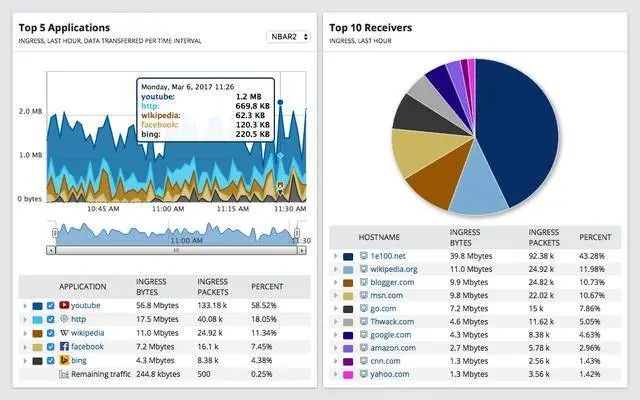 Top 5 Applications
INGRESS, LAST HOUR, DATA TRANSFERRED PER TIME INTERVAL
NBAR2
Monday, Mar 6, 2017 11:26
youtube: 1.2 MB
http: 669.8 KB
wikipedia: 62.3 KB
facebook: 120.3 KB
bing: 220.5 KB
2.0 MB
1.0 MB
0 bytes
10:45 AM 11:00 AM 11:15 AM 11:30 AM
11:00 AM 11:30
APPLICATION INGRESS BYTES INGRESS PACKETS PERCENT
youtube 56.8 Mbytes 133.18 k 58.52%
http 17.5 Mbytes 40.08 k 18.05%
W wikipedia 11.0 Mbytes 24.92 k 11.34%
facebook 7.2 Mbytes 16.1 k 7.45%
bing 4.3 Mbytes 8.38 k 4.38%
Remaining traffic 244.8 kbytes 500 0.25%
Top 10 Receivers
INGRESS, LAST HOUR
HOSTNAME INGRESS BYTES INGRESS PACKETS PERCENT
1e100.net 39.8 Mbytes 92.38 k 43.28%
wikipedia.org 11.0 Mbytes 24.92 k 11.98%
blogger.com 9.9 Mbytes 24.82 k 10.73%
msn.com 9.8 Mbytes 22.02 k 10.67%
go.com 7.2 Mbytes 15 k 7.86%
Thwack.com 4.6 Mbytes 11.62 k 5.05%
google.com 4.3 Mbytes 8.38 k 4.63%
amazon.com 2.7 Mbytes 5.78 k 2.96%
cnn.com 1.3 Mbytes 2.56 k 1.43%
yahoo.com 1.3 Mbytes 3.56 k 1.42%